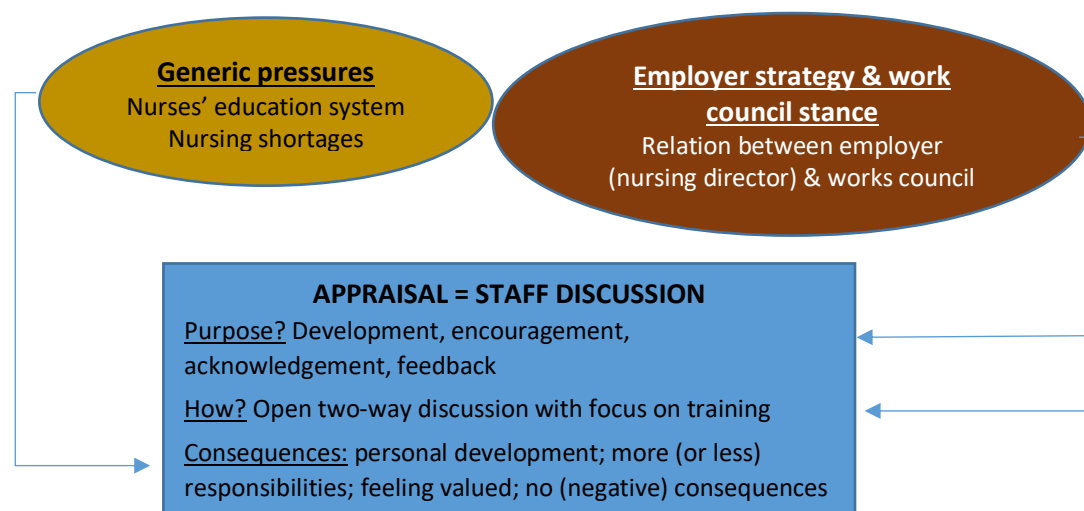 Generic pressures
Nurses’ education system
Nursing shortages
Employer strategy & work
council stance
Relation between employer
(nursing director) & works council
APPRAISAL = STAFF DISCUSSION
Purpose? Development, encouragement,
acknowledgement, feedback
How? Open two-way discussion with focus on training
Consequences: personal development; more (or less)
responsibilities; feeling valued; no (negative) consequences